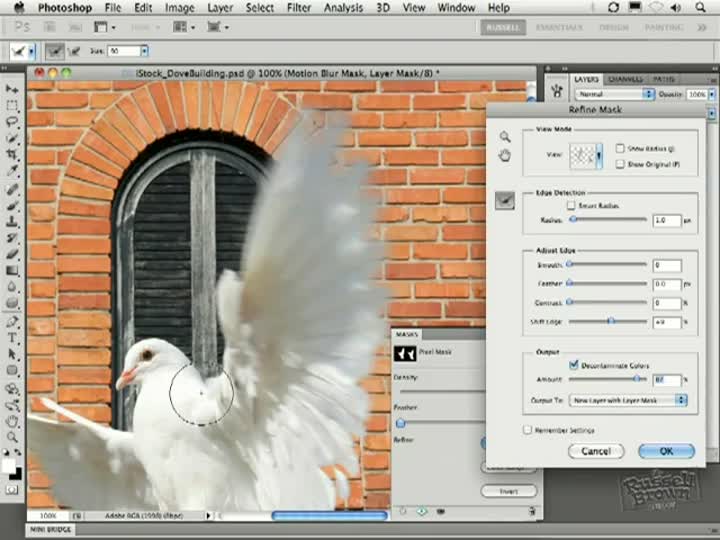 Photoshop File Edit Image Layer Select Filter Analysis 3D View Window Help
RUSSELL ESSENTIALS DESIGN PAINTING
Size: 90
iStock_DoveBuilding.psd @ 100% (Motion Blur Mask, Layer Mask/8) *
LAYERS CHANNELS PATHS
Normal Opacity: 100%
Refine Mask
View Mode
View:
Show Radius (J)
Show Original (P)
Edge Detection
Smart Radius
Radius: 1.0 px
Adjust Edge
Smooth: 0
Feather: 0.0 px
Contrast: 0 %
Shift Edge: %
Output
Decontaminate Colors
Amount: %
Output To: New Layer with Layer Mask
Remember Settings
Cancel OK
MASKS
Pixel Mask
Density:
Feather:
Refine:
Invert
Russell
Brown
100%
Adobe RGB (1998) (8bpc)
MINI BRIDGE